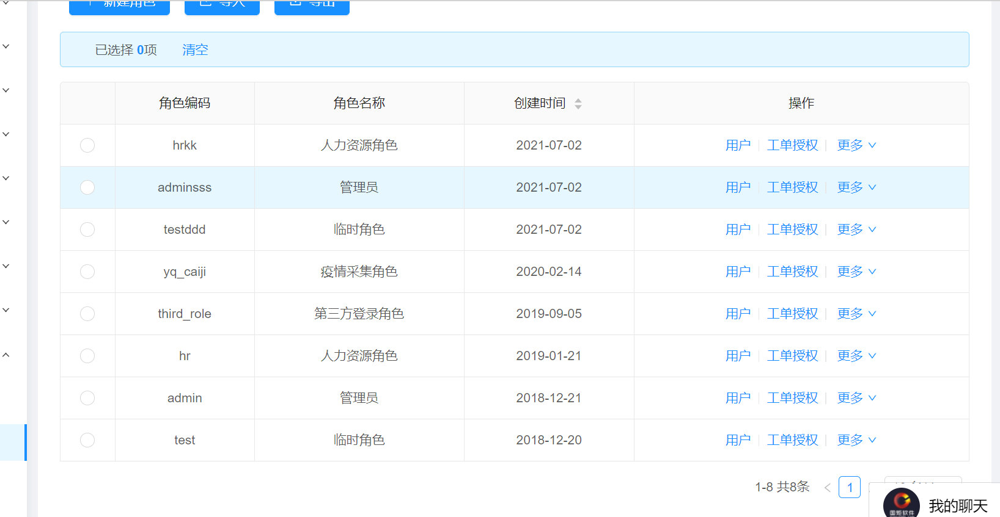 新建角色 导入 导出
已选择 0项 清空
角色编码 角色名称 创建时间 操作
hrkk 人力资源角色 2021-07-02 用户 工单授权 更多
adminsss 管理员 2021-07-02 用户 工单授权 更多
testddd 临时角色 2021-07-02 用户 工单授权 更多
yq_caiji 疫情采集角色 2020-02-14 用户 工单授权 更多
third_role 第三方登录角色 2019-09-05 用户 工单授权 更多
hr 人力资源角色 2019-01-21 用户 工单授权 更多
admin 管理员 2018-12-21 用户 工单授权 更多
test 临时角色 2018-12-20 用户 工单授权 更多
1-8 共8条 1
国炬软件 我的聊天